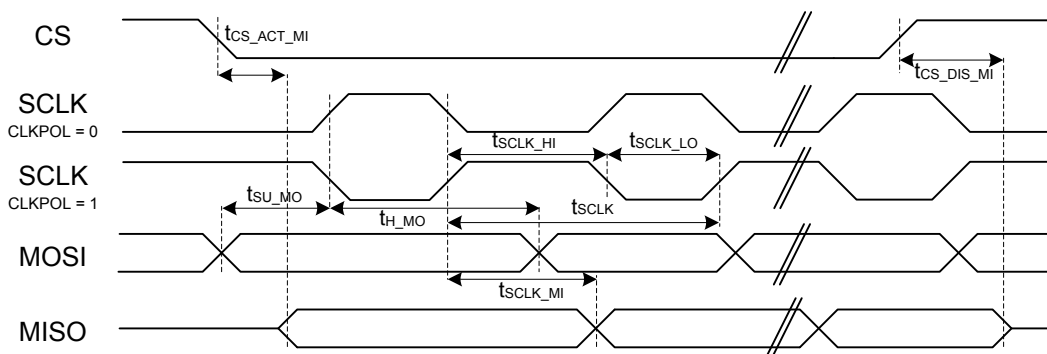 CS
tCS_ACT_MI
tCS_DIS_MI
SCLK
CLKPOL = 0
tSCLK_HI
tSCLK_LO
SCLK
CLKPOL = 1
tSU_MO
tH_MO
tSCLK
MOSI
tSCLK_MI
MISO